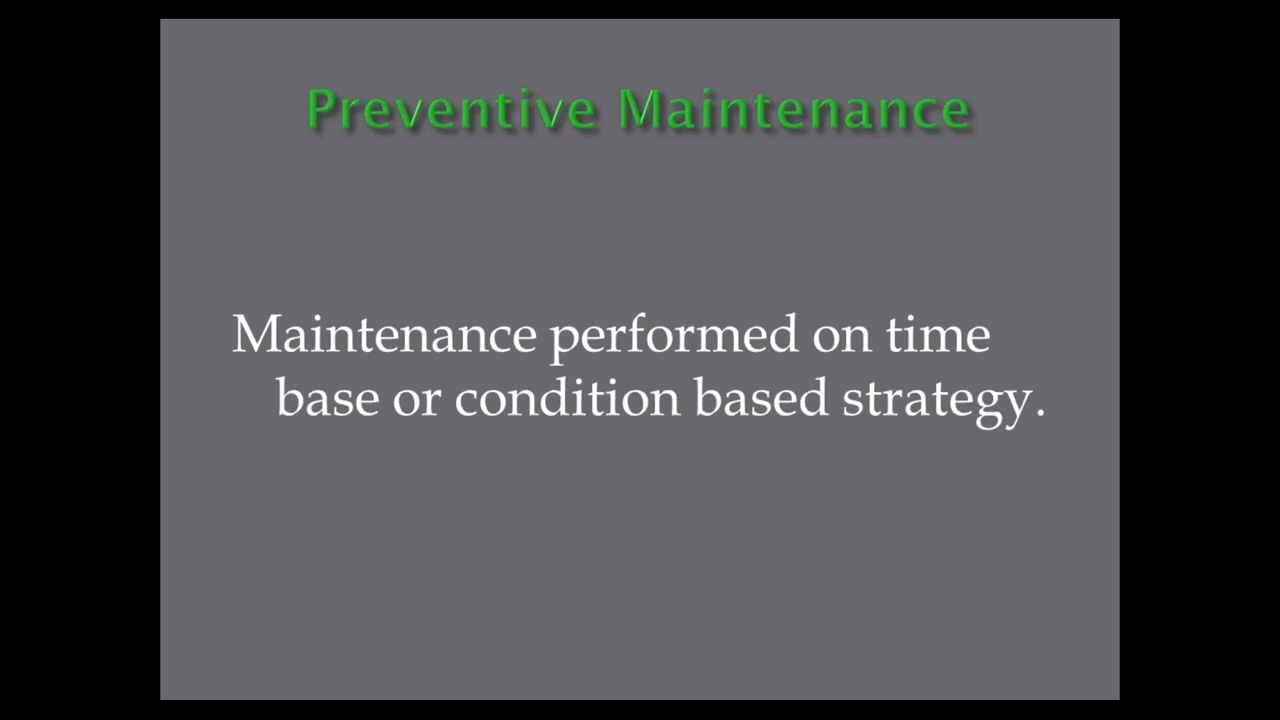 Preventive Maintenance
Maintenance performed on time
base or condition based strategy.